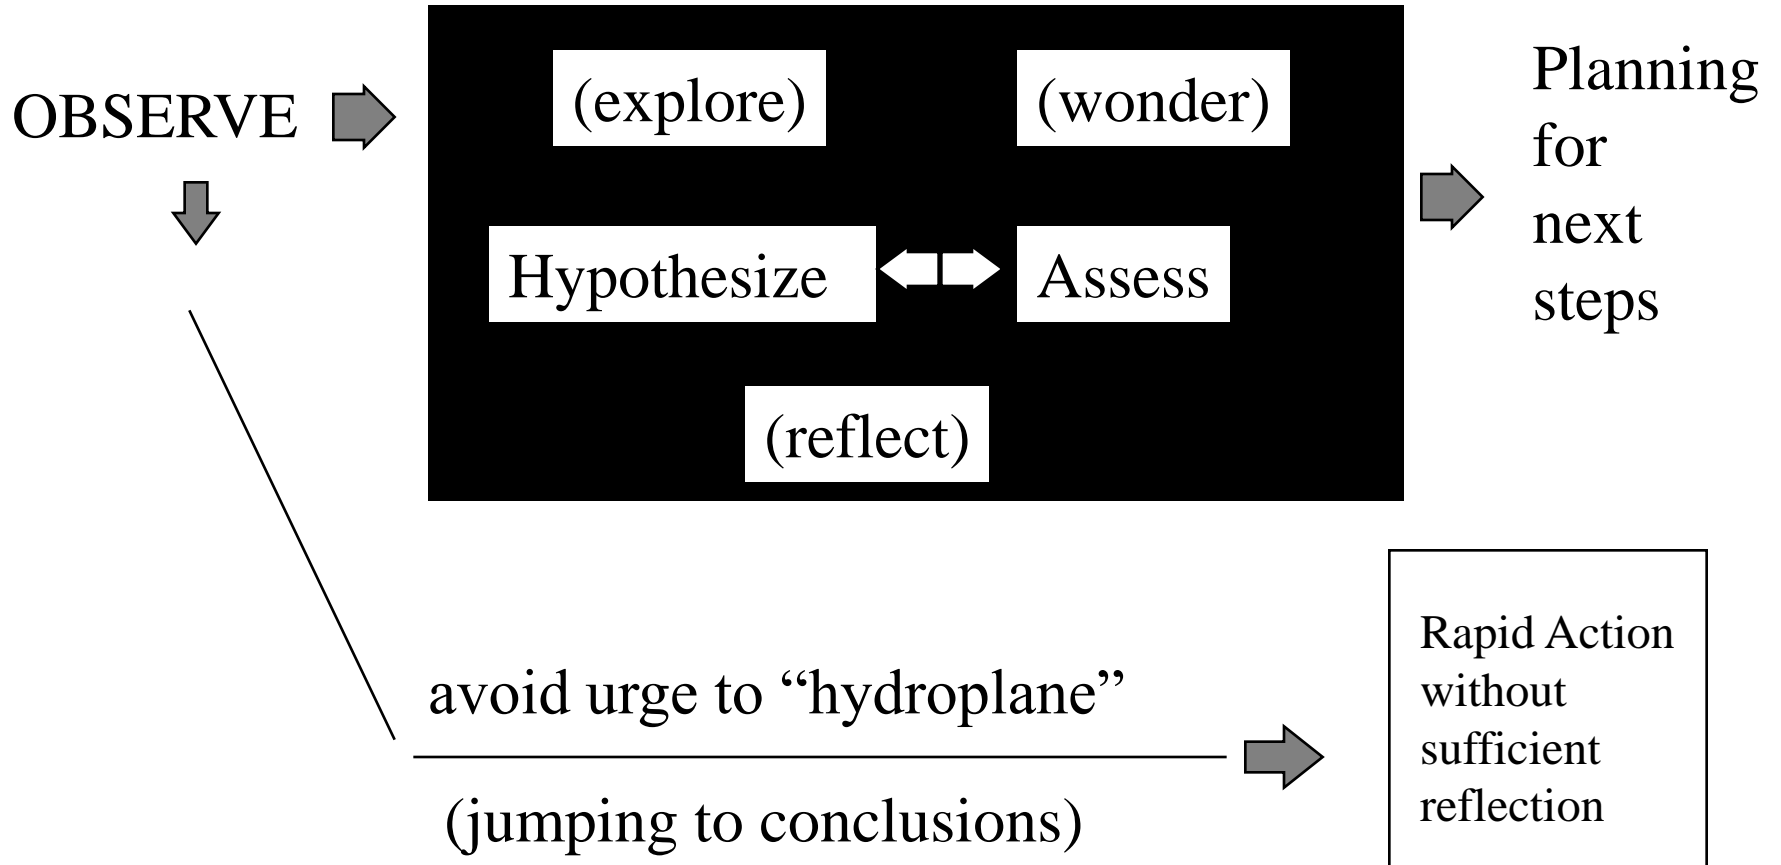 OBSERVE
(explore)
(wonder)
Hypothesize
Assess
(reflect)
Planning
for
next
steps
avoid urge to “hydroplane”
(jumping to conclusions)
Rapid Action
without
sufficient
reflection